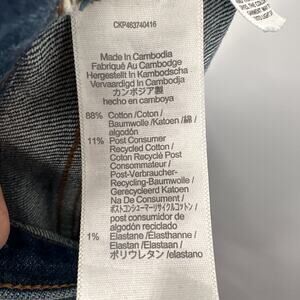 CKP463740416
Made In Cambodia
Fabriqué Au Cambodge
Hergestellt In Kambodscha
Vervaardigd In Cambodja
カンボジア製
hecho en camboya
88% Cotton /Coton/
Baumwolle /Katoen /綿 /
algodón
11% Post Consumer
Recycled Cotton /
Coton Recyclé Post
Consommateur /
Post-Verbraucher-
Recycling-Baumwolle /
Gerecycleerd Katoen
Na De Consument /
ポストコンシューマーリサイクルコットン /
post consumidor de
algodón reciclado
1% Elastane /Élasthanne /
Elastan /Elastaan /
ポリウレタン /elastano